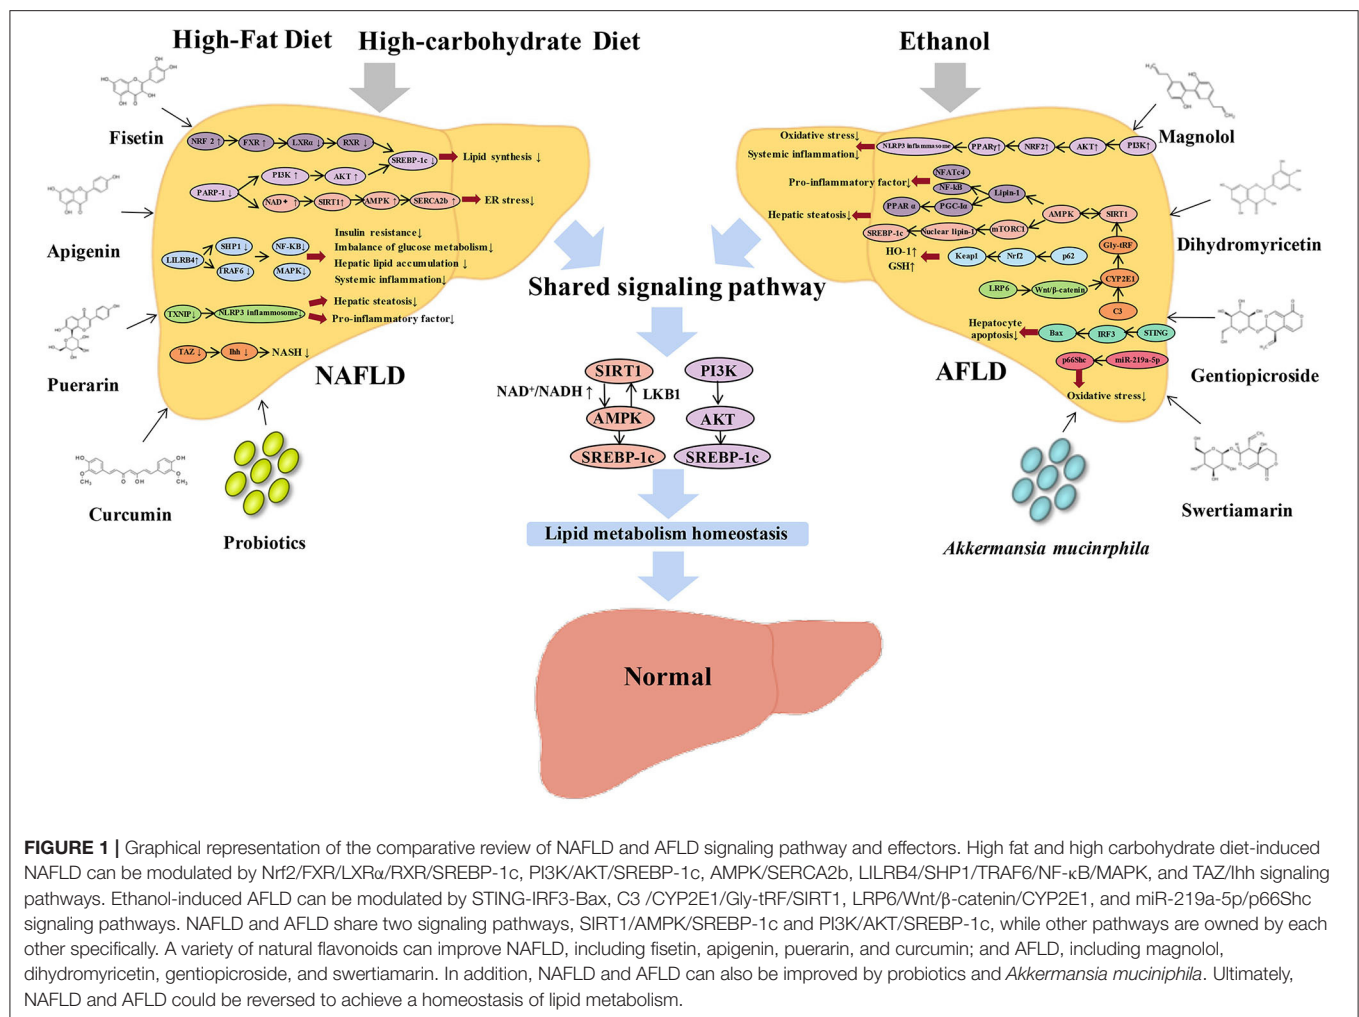 High-Fat Diet
High-carbohydrate Diet
Ethanol
Fisetin
Apigenin
Puerarin
Curcumin
Probiotics
NRF 2↑
FXR↑
LXRα↓
RXR↓
SREBP-1c↓
Lipid synthesis ↓
PI3K↑
AKT↑
PARP-1↓
NAD⁺↑
SIRT1↑
AMPK↑
SERCA2b↑
ER stress↓
LILRB4↑
SHP1↓
TRAF6↓
NF-KB↓
MAPK↓
Insulin resistance↓
Imbalance of glucose metabolism↓
Hepatic lipid accumulation ↓
Systemic inflammation↓
TXNIP↓
NLRP3 inflammosome↓
Hepatic steatosis↓
Pro-inflammatory factor↓
TAZ↓
Ihh↓
NASH↓
NAFLD
Oxidative stress↓
Systemic inflammation↓
NLRP3 inflammasome
PPARγ↑
NRF2↑
AKT↑
PI3K↑
Magnolol
Pro-inflammatory factor↓
NFATc4
NF-kB
Lipin-1
PPAR α
PGC-Iα
Hepatic steatosis↓
SREBP-1c
Nuclear lipin-1
mTORC1
AMPK
SIRT1
Gly-tRF
CYP2E1
C3
HO-1↑
GSH↑
Keap1
Nrf2
p62
LRP6
Wnt/β-catenin
Hepatocyte
apoptosis↓
Bax
IRF3
STING
p66Shc
miR-219a-5p
Oxidative stress↓
AFLD
Dihydromyricetin
Gentiopicroside
Swertiamarin
Akkermansia mucinrphila
Shared signaling pathway
SIRT1
NAD⁺/NADH↑
LKB1
AMPK
SREBP-1c
PI3K
AKT
SREBP-1c
Lipid metabolism homeostasis
Normal
FIGURE 1 | Graphical representation of the comparative review of NAFLD and AFLD signaling pathway and effectors. High fat and high carbohydrate diet-induced
NAFLD can be modulated by Nrf2/FXR/LXRα/RXR/SREBP-1c, PI3K/AKT/SREBP-1c, AMPK/SERCA2b, LILRB4/SHP1/TRAF6/NF-κB/MAPK, and TAZ/Ihh signaling
pathways. Ethanol-induced AFLD can be modulated by STING-IRF3-Bax, C3 /CYP2E1/Gly-tRF/SIRT1, LRP6/Wnt/β-catenin/CYP2E1, and miR-219a-5p/p66Shc
signaling pathways. NAFLD and AFLD share two signaling pathways, SIRT1/AMPK/SREBP-1c and PI3K/AKT/SREBP-1c, while other pathways are owned by each
other specifically. A variety of natural flavonoids can improve NAFLD, including fisetin, apigenin, puerarin, and curcumin; and AFLD, including magnolol,
dihydromyricetin, gentiopicroside, and swertiamarin. In addition, NAFLD and AFLD can also be improved by probiotics and Akkermansia muciniphila. Ultimately,
NAFLD and AFLD could be reversed to achieve a homeostasis of lipid metabolism.